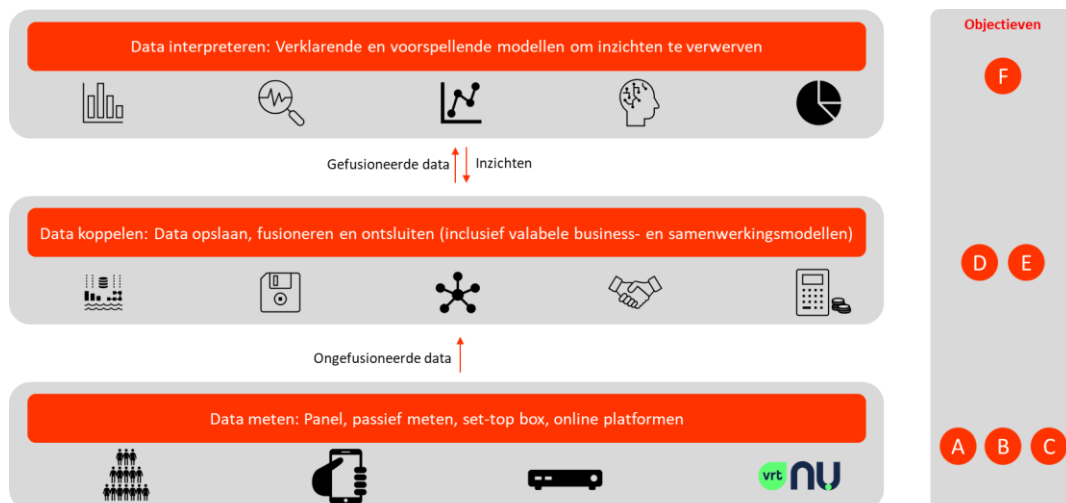 Data interpreteren: Verklarende en voorspellende modellen om inzichten te verwerven
Objectieven
F
Gefusioneerde data
Inzichten
Data koppelen: Data opslaan, fusioneren en ontsluiten (inclusief valabele business- en samenwerkingsmodellen)
D
E
Ongefusioneerde data
Data meten: Panel, passief meten, set-top box, online platformen
A
B
C
vrt
NU